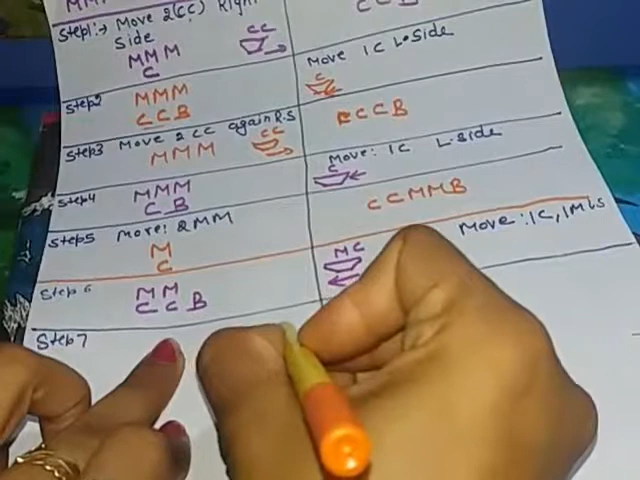 Step1:→ Move 2(CC) Right
Side CC
MMM
C
Step2 MMM Move 1C L.Side
CCB C
Step3 Move 2CC again R.S CCCB
MMM CC
Step4 MMM Move: 1C L.side
CB C
Step5 Move: 2MM CCMMB
M
C
Step6 MM MC Move: 1C, 1M L.S
CCB
Step7